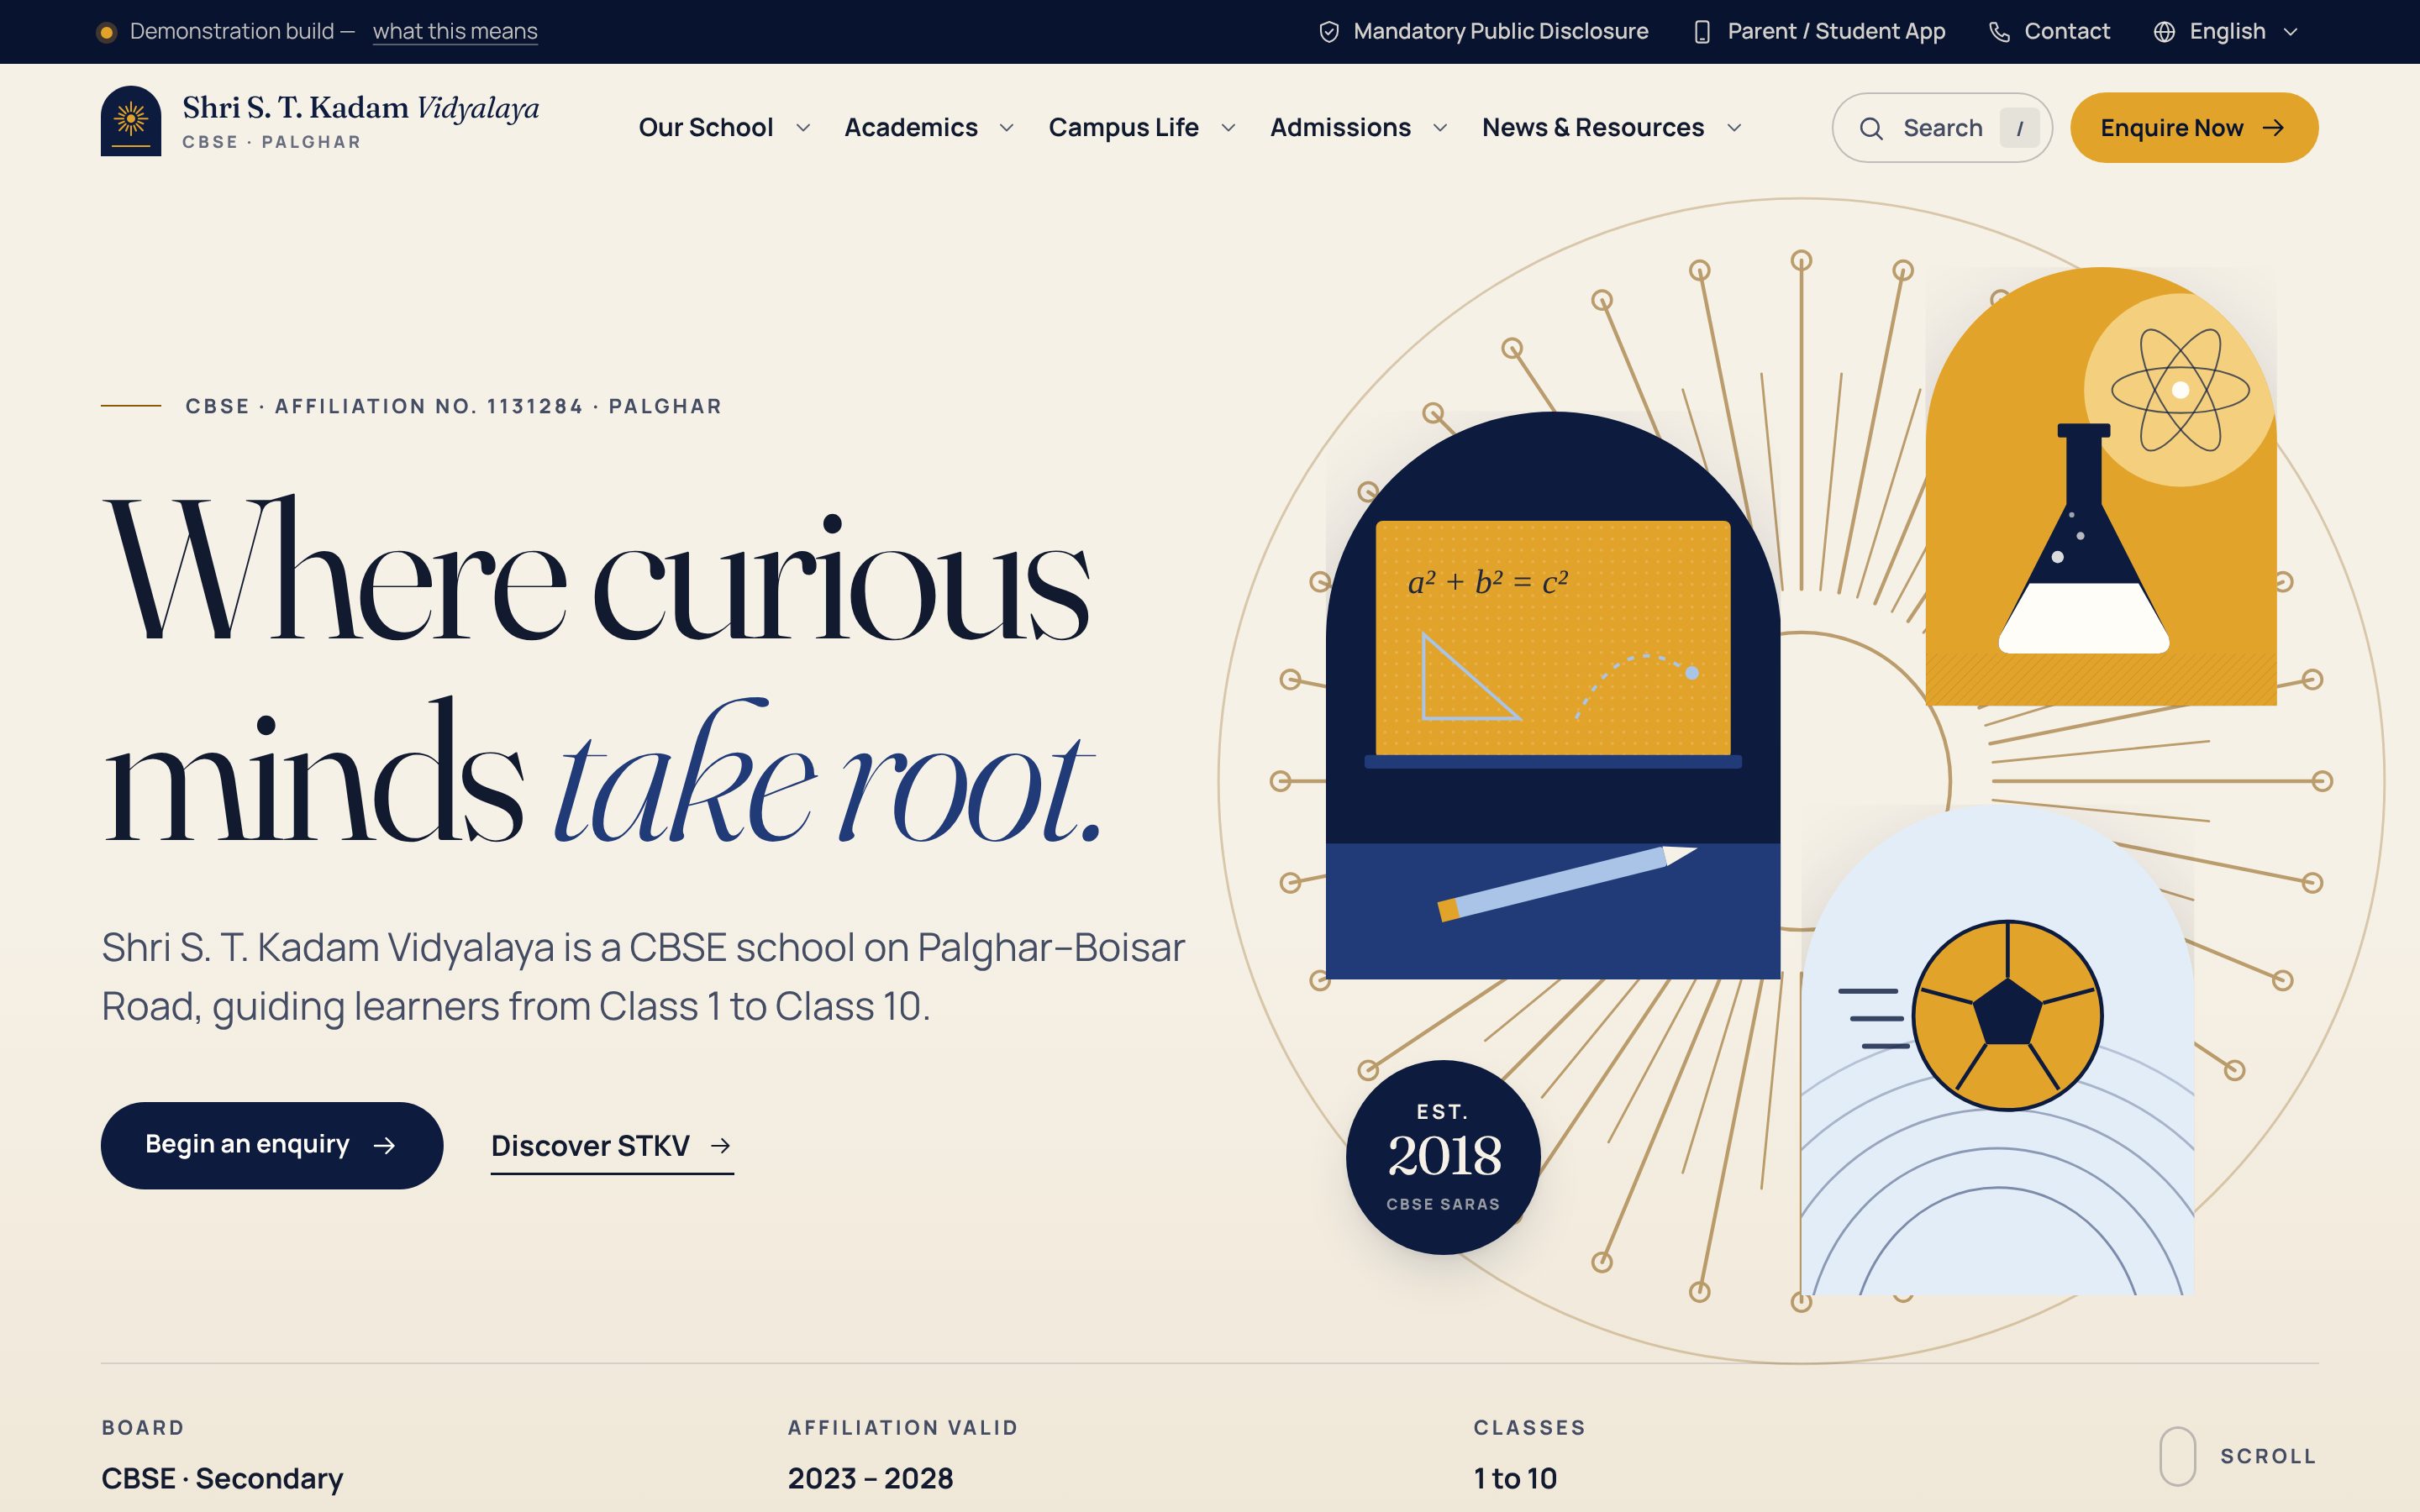 Demonstration build — what this means
Mandatory Public Disclosure
Parent / Student App
Contact
English
Shri S. T. Kadam Vidyalaya
CBSE · PALGHAR
Our School
Academics
Campus Life
Admissions
News & Resources
Search /
Enquire Now
CBSE · AFFILIATION NO. 1131284 · PALGHAR
Where curious
minds take root.
Shri S. T. Kadam Vidyalaya is a CBSE school on Palghar–Boisar
Road, guiding learners from Class 1 to Class 10.
Begin an enquiry
Discover STKV
a² + b² = c²
EST.
2018
CBSE SARAS
BOARD
CBSE · Secondary
AFFILIATION VALID
2023 – 2028
CLASSES
1 to 10
SCROLL